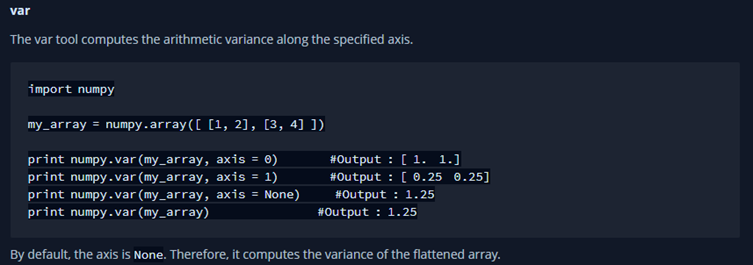 var
The var tool computes the arithmetic variance along the specified axis.
import numpy
my_array = numpy.array([ [1, 2], [3, 4] ])
print numpy.var(my_array, axis = 0)       #Output : [ 1.  1.]
print numpy.var(my_array, axis = 1)       #Output : [ 0.25  0.25]
print numpy.var(my_array, axis = None)     #Output : 1.25
print numpy.var(my_array)               #Output : 1.25
By default, the axis is None. Therefore, it computes the variance of the flattened array.